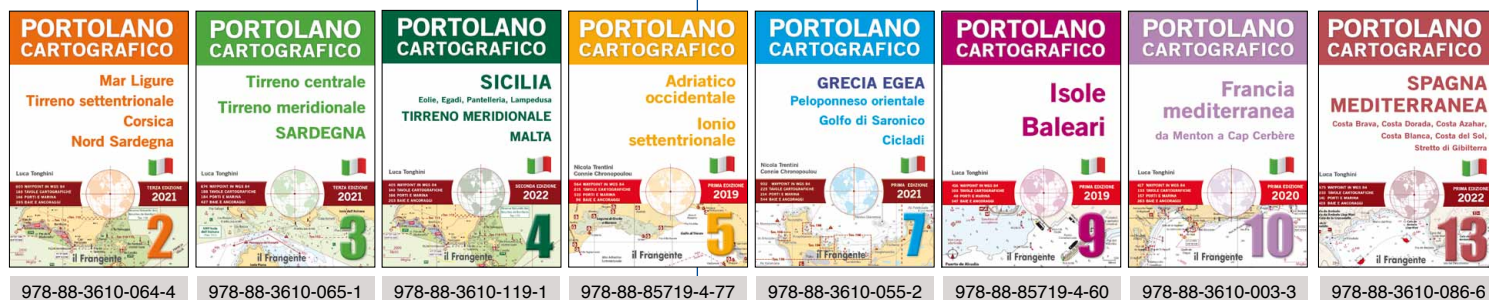 PORTOLANO
CARTOGRAFICO
Mar Ligure
Tirreno settentrionale
Corsica
Nord Sardegna
Luca Tonghini
TERZA EDIZIONE
2021
2
il Frangente
978-88-3610-064-4
PORTOLANO
CARTOGRAFICO
Tirreno centrale
Tirreno meridionale
SARDEGNA
Luca Tonghini
TERZA EDIZIONE
2021
3
il Frangente
978-88-3610-065-1
PORTOLANO
CARTOGRAFICO
SICILIA
Eolie, Egadi, Pantelleria, Lampedusa
TIRRENO MERIDIONALE
MALTA
Luca Tonghini
SECONDA EDIZIONE
2022
4
il Frangente
978-88-3610-119-1
PORTOLANO
CARTOGRAFICO
Adriatico
occidentale
Ionio
settentrionale
Nicola Trentini
Connie Chronopoulou
PRIMA EDIZIONE
2019
5
il Frangente
978-88-85719-4-77
PORTOLANO
CARTOGRAFICO
GRECIA EGEA
Peloponneso orientale
Golfo di Saronico
Cicladi
Nicola Trentini
Connie Chronopoulou
PRIMA EDIZIONE
2021
7
il Frangente
978-88-3610-055-2
PORTOLANO
CARTOGRAFICO
Isole
Baleari
Luca Tonghini
PRIMA EDIZIONE
2019
9
il Frangente
978-88-85719-4-60
PORTOLANO
CARTOGRAFICO
Francia
mediterranea
da Menton a Cap Cerbère
Luca Tonghini
PRIMA EDIZIONE
2020
10
il Frangente
978-88-3610-003-3
PORTOLANO
CARTOGRAFICO
SPAGNA
MEDITERRANEA
Costa Brava, Costa Dorada, Costa Azahar,
Costa Blanca, Costa del Sol,
Stretto di Gibilterra
Luca Tonghini
PRIMA EDIZIONE
2022
13
il Frangente
978-88-3610-086-6